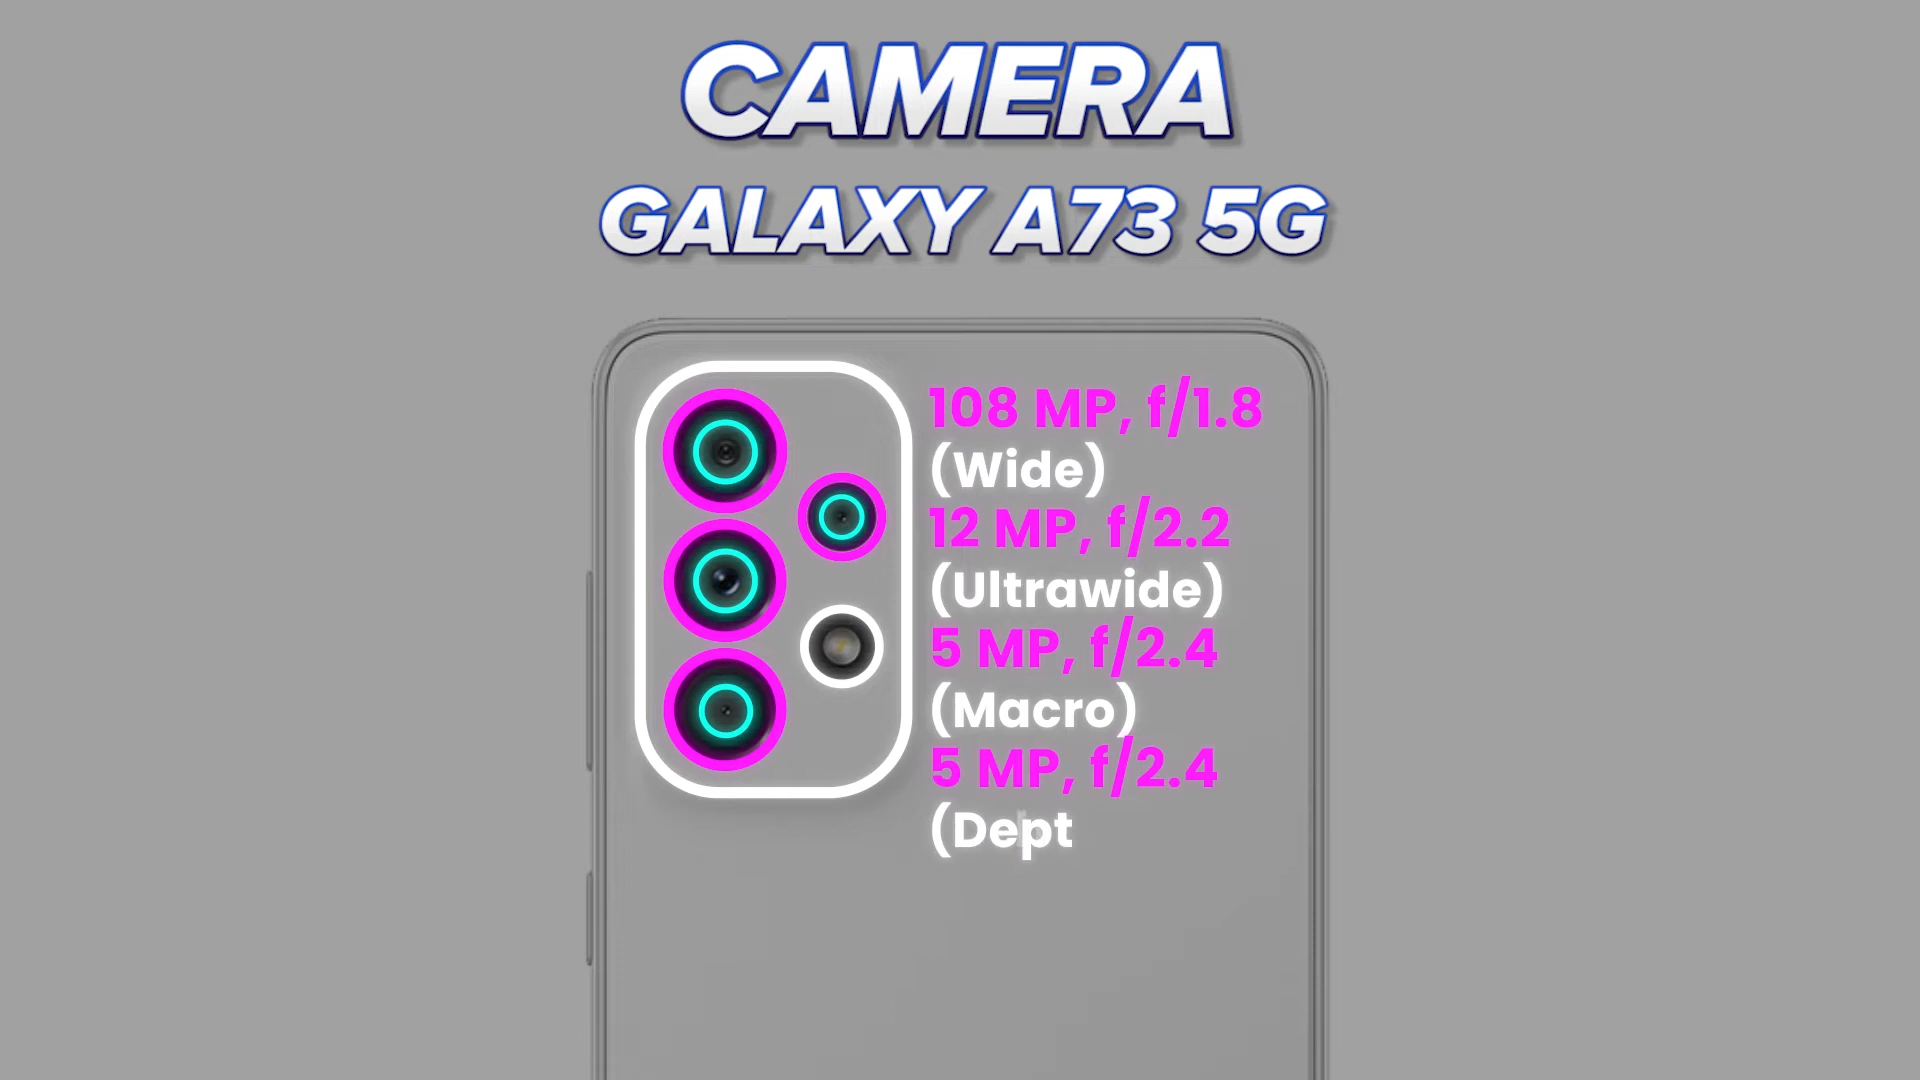 CAMERA
GALAXY A73 5G
108 MP, f/1.8
(Wide)
12 MP, f/2.2
(Ultrawide)
5 MP, f/2.4
(Macro)
5 MP, f/2.4
(Dept